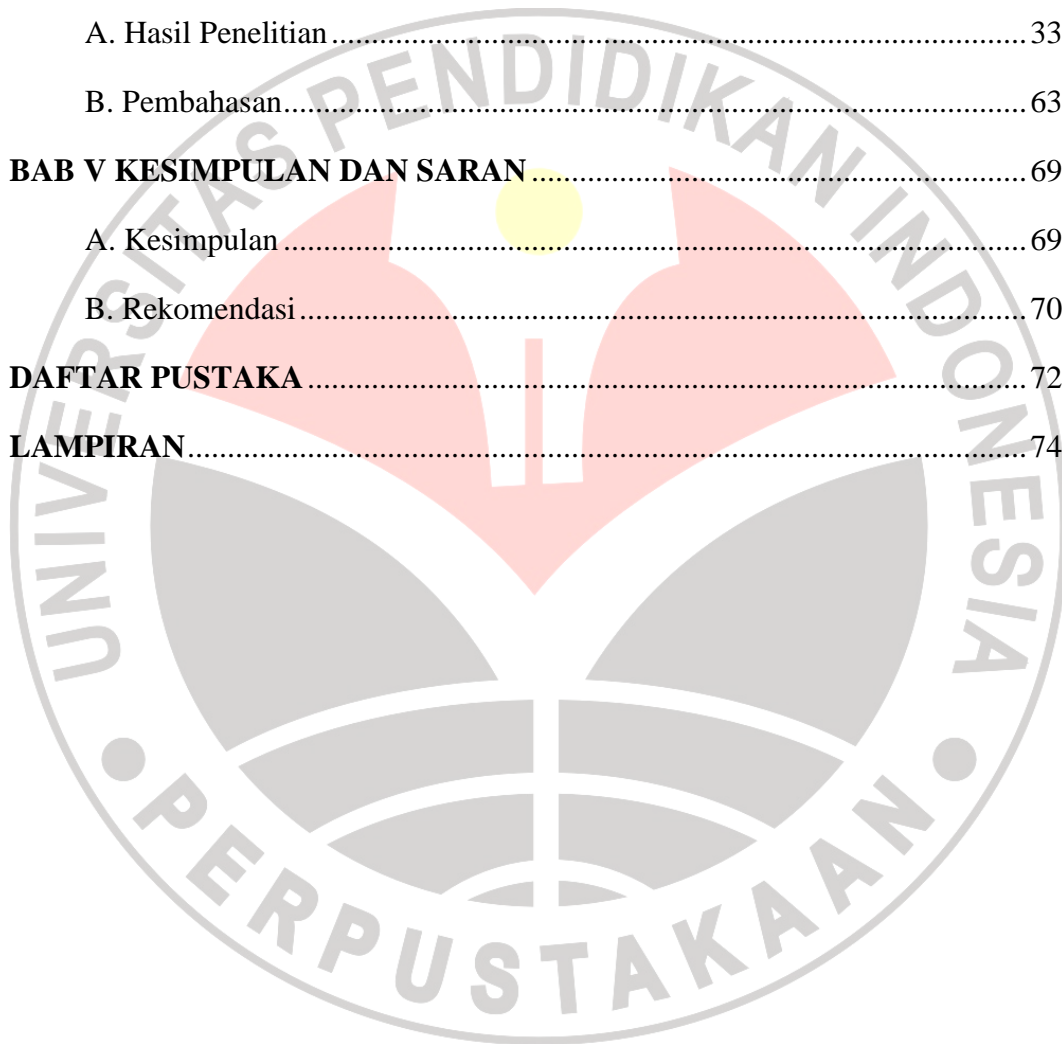 A. Hasil Penelitian ........................................................................................... 33
B. Pembahasan ................................................................................................. 63
BAB V KESIMPULAN DAN SARAN .............................................................. 69
A. Kesimpulan ................................................................................................. 69
B. Rekomendasi ............................................................................................... 70
DAFTAR PUSTAKA ......................................................................................... 72
LAMPIRAN ....................................................................................................... 74
UNIVERSITAS PENDIDIKAN INDONESIA
PERPUSTAKAAN